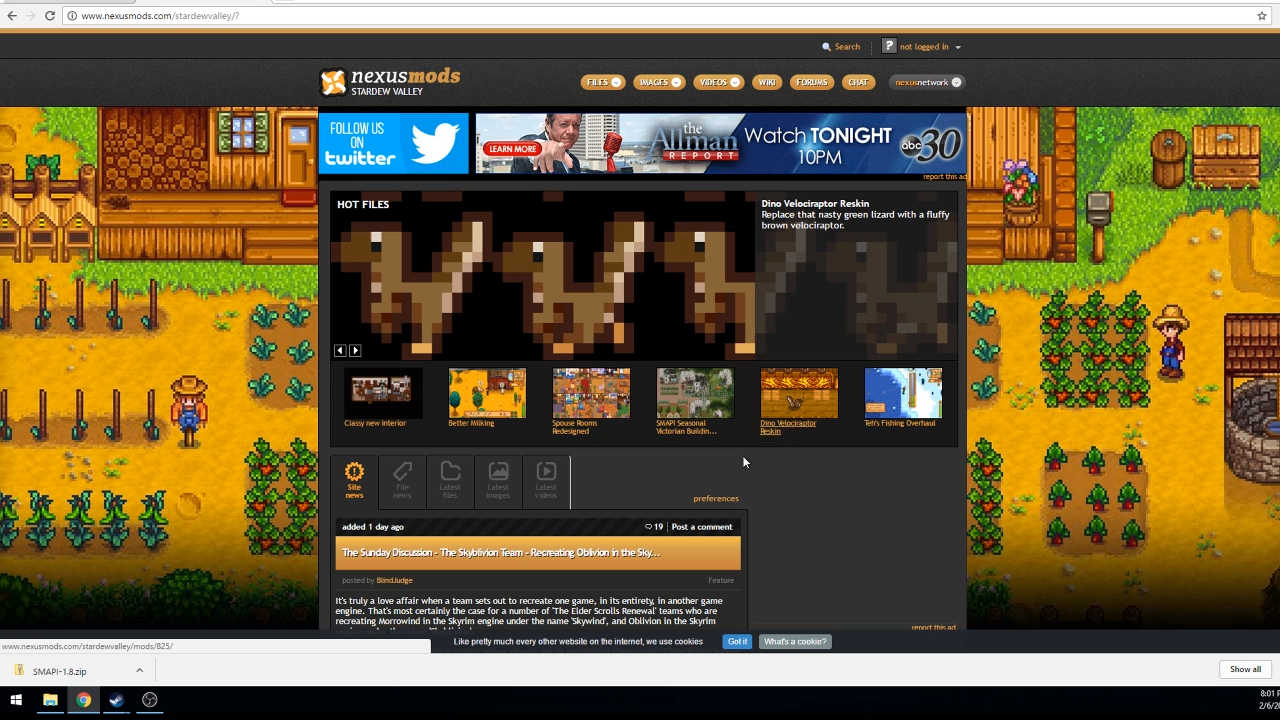 www.nexusmods.com/stardewvalley/?
Search
? not logged in
nexusmods
STARDEW VALLEY
FILES
IMAGES
VIDEOS
WIKI
FORUMS
CHAT
nexusnetwork
FOLLOW US
ON
twitter
LEARN MORE
the
Allman
REPORT
Watch TONIGHT
10PM
abc30
report this ad
HOT FILES
Dino Velociraptor Reskin
Replace that nasty green lizard with a fluffy
brown velociraptor.
Classy new interior
Better Milking
Spouse Rooms
Redesigned
SMAPI Seasonal
Victorian Buildin...
Dino Velociraptor
Reskin
Teh's Fishing Overhaul
Site
news
File
news
Latest
files
Latest
images
Latest
videos
preferences
added 1 day ago
19
Post a comment
The Sunday Discussion - The Skyblivion Team - Recreating Oblivion in the Sky...
posted by BlindJudge
Feature
It's truly a love affair when a team sets out to recreate one game, in its entirety, in another game
engine. That's most certainly the case for a number of 'The Elder Scrolls Renewal' teams who are
recreating Morrowind in the Skyrim engine under the name 'Skywind', and Oblivion in the Skyrim
report this ad
Like pretty much every other website on the internet, we use cookies
Got it
What's a cookie?
www.nexusmods.com/stardewvalley/mods/825/
SMAPI-1.8.zip
Show all
8:01
2/6/20